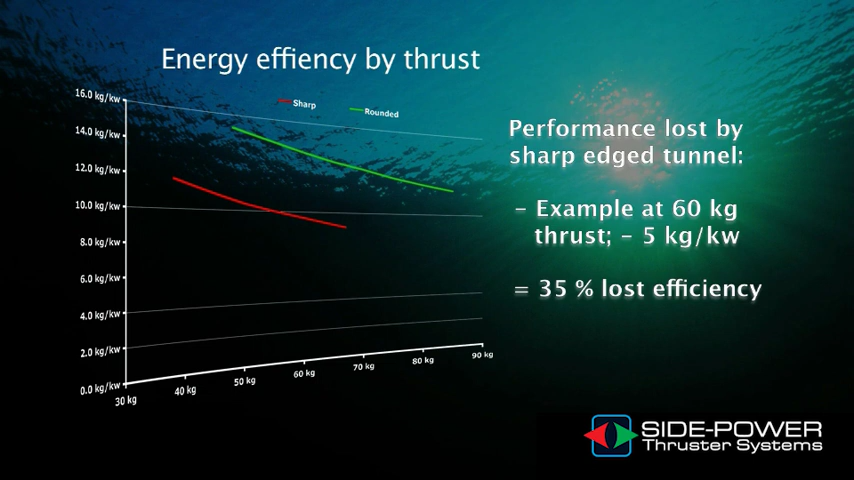 Energy effiency by thrust
16.0 kg/kw
14.0 kg/kw
12.0 kg/kw
10.0 kg/kw
8.0 kg/kw
6.0 kg/kw
4.0 kg/kw
2.0 kg/kw
0.0 kg/kw
30 kg
40 kg
50 kg
60 kg
70 kg
80 kg
90 kg
Sharp
Rounded
Performance lost by
sharp edged tunnel:
- Example at 60 kg
thrust; - 5 kg/kw
= 35 % lost efficiency
SIDE-POWER
Thruster Systems